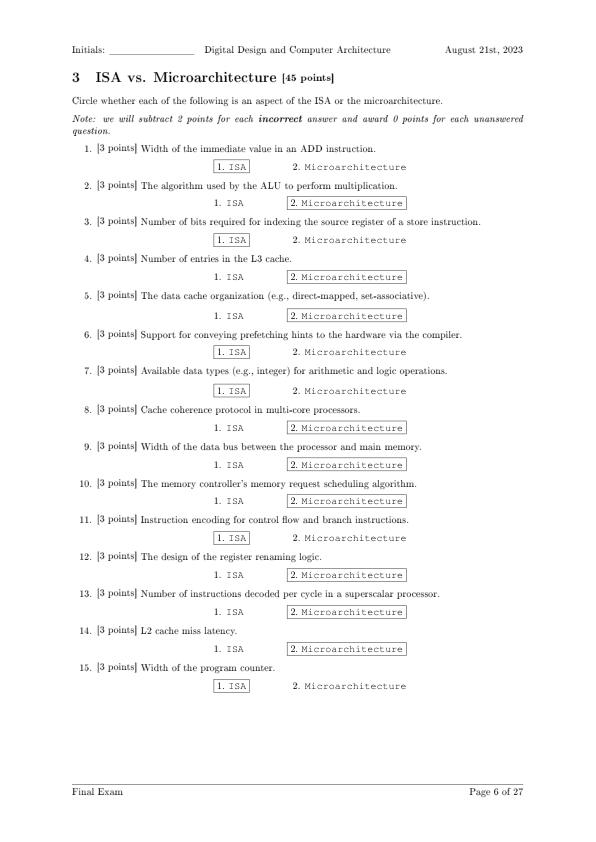 Initials: ________________ Digital Design and Computer Architecture August 21st, 2023
3 ISA vs. Microarchitecture [45 points]
Circle whether each of the following is an aspect of the ISA or the microarchitecture.
Note: we will subtract 2 points for each incorrect answer and award 0 points for each unanswered
question.
1. [3 points] Width of the immediate value in an ADD instruction.
1. ISA 2. Microarchitecture
2. [3 points] The algorithm used by the ALU to perform multiplication.
1. ISA 2. Microarchitecture
3. [3 points] Number of bits required for indexing the source register of a store instruction.
1. ISA 2. Microarchitecture
4. [3 points] Number of entries in the L3 cache.
1. ISA 2. Microarchitecture
5. [3 points] The data cache organization (e.g., direct-mapped, set-associative).
1. ISA 2. Microarchitecture
6. [3 points] Support for conveying prefetching hints to the hardware via the compiler.
1. ISA 2. Microarchitecture
7. [3 points] Available data types (e.g., integer) for arithmetic and logic operations.
1. ISA 2. Microarchitecture
8. [3 points] Cache coherence protocol in multi-core processors.
1. ISA 2. Microarchitecture
9. [3 points] Width of the data bus between the processor and main memory.
1. ISA 2. Microarchitecture
10. [3 points] The memory controller's memory request scheduling algorithm.
1. ISA 2. Microarchitecture
11. [3 points] Instruction encoding for control flow and branch instructions.
1. ISA 2. Microarchitecture
12. [3 points] The design of the register renaming logic.
1. ISA 2. Microarchitecture
13. [3 points] Number of instructions decoded per cycle in a superscalar processor.
1. ISA 2. Microarchitecture
14. [3 points] L2 cache miss latency.
1. ISA 2. Microarchitecture
15. [3 points] Width of the program counter.
1. ISA 2. Microarchitecture
Final Exam Page 6 of 27